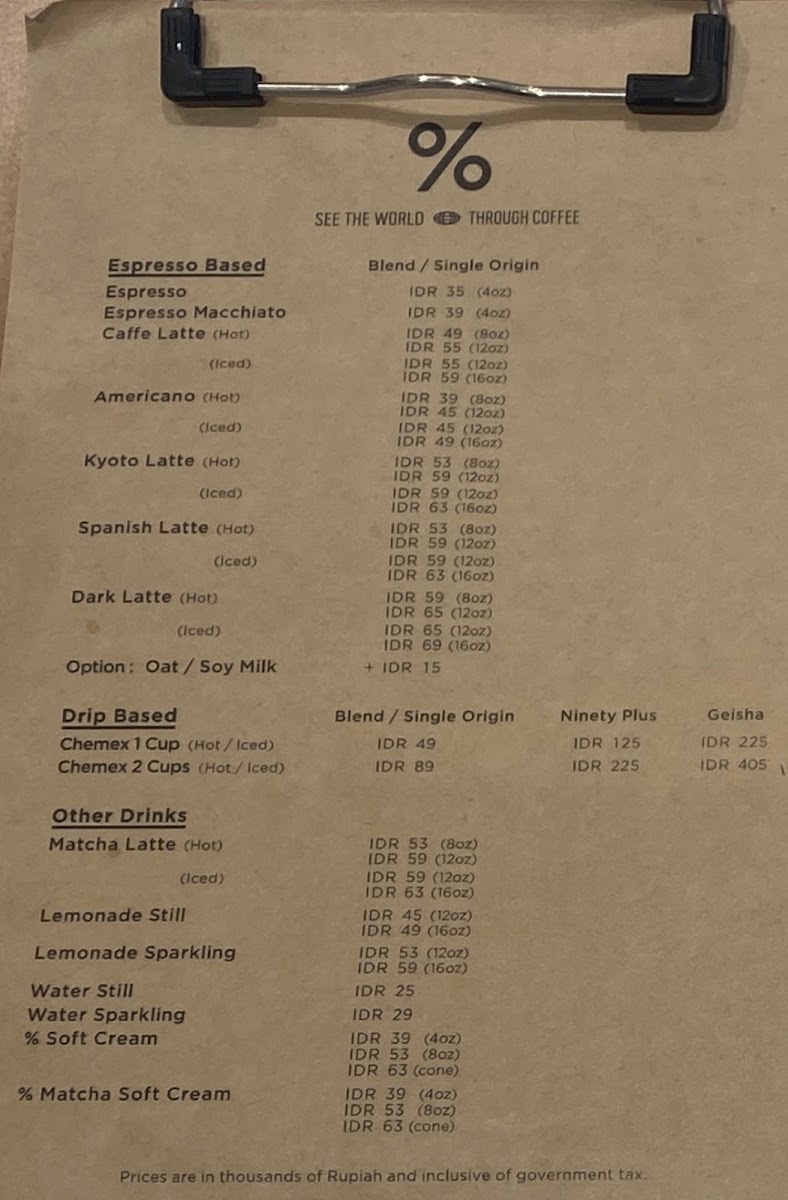 %
SEE THE WORLD THROUGH COFFEE
Espresso Based Blend / Single Origin
Espresso IDR 35 (4oz)
Espresso Macchiato IDR 39 (4oz)
Caffe Latte (Hot) IDR 49 (8oz)
IDR 55 (12oz)
(Iced) IDR 55 (12oz)
IDR 59 (16oz)
Americano (Hot) IDR 39 (8oz)
IDR 45 (12oz)
(Iced) IDR 45 (12oz)
IDR 49 (16oz)
Kyoto Latte (Hot) IDR 53 (8oz)
IDR 59 (12oz)
(Iced) IDR 59 (12oz)
IDR 63 (16oz)
Spanish Latte (Hot) IDR 53 (8oz)
IDR 59 (12oz)
(Iced) IDR 59 (12oz)
IDR 63 (16oz)
Dark Latte (Hot) IDR 59 (8oz)
IDR 65 (12oz)
(Iced) IDR 65 (12oz)
IDR 69 (16oz)
Option : Oat / Soy Milk + IDR 15
Drip Based Blend / Single Origin Ninety Plus Geisha
Chemex 1 Cup (Hot / Iced) IDR 49 IDR 125 IDR 225
Chemex 2 Cups (Hot / Iced) IDR 89 IDR 225 IDR 405
Other Drinks
Matcha Latte (Hot) IDR 53 (8oz)
IDR 59 (12oz)
(Iced) IDR 59 (12oz)
IDR 63 (16oz)
Lemonade Still IDR 45 (12oz)
IDR 49 (16oz)
Lemonade Sparkling IDR 53 (12oz)
IDR 59 (16oz)
Water Still IDR 25
Water Sparkling IDR 29
% Soft Cream IDR 39 (4oz)
IDR 53 (8oz)
IDR 63 (cone)
% Matcha Soft Cream IDR 39 (4oz)
IDR 53 (8oz)
IDR 63 (cone)
Prices are in thousands of Rupiah and inclusive of government tax.